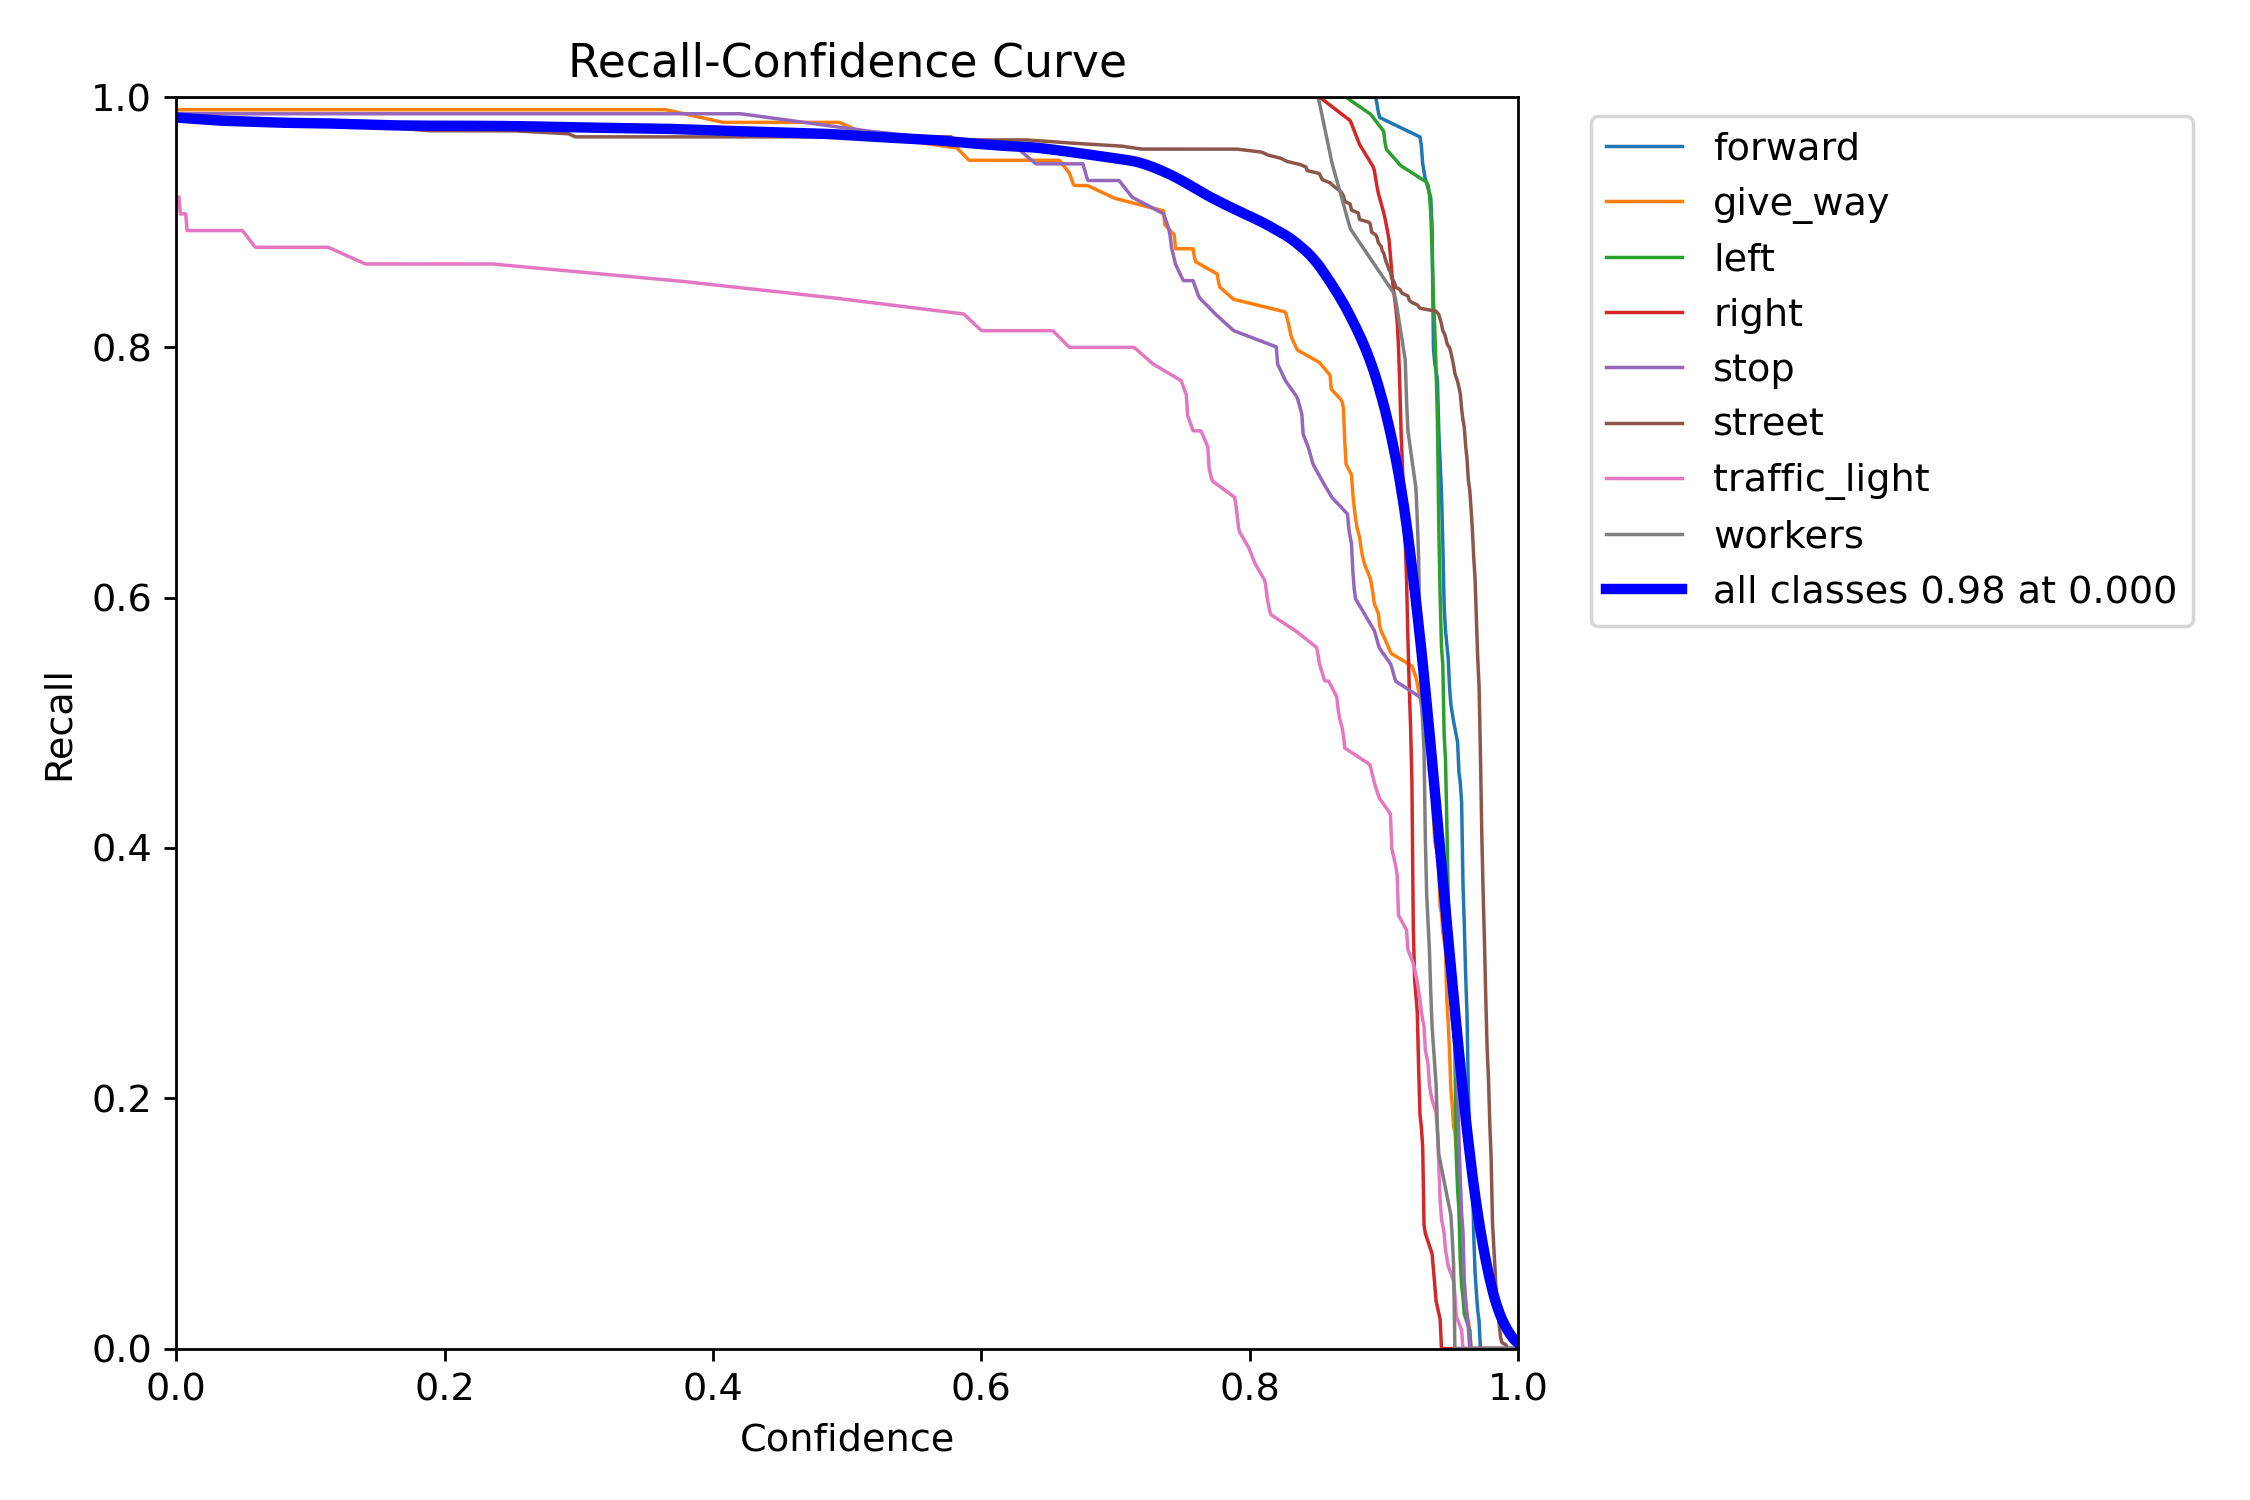 Recall-Confidence Curve
1.0
0.8
0.6
0.4
0.2
0.0
Recall
0.0 0.2 0.4 0.6 0.8 1.0
Confidence
forward
give_way
left
right
stop
street
traffic_light
workers
all classes 0.98 at 0.000